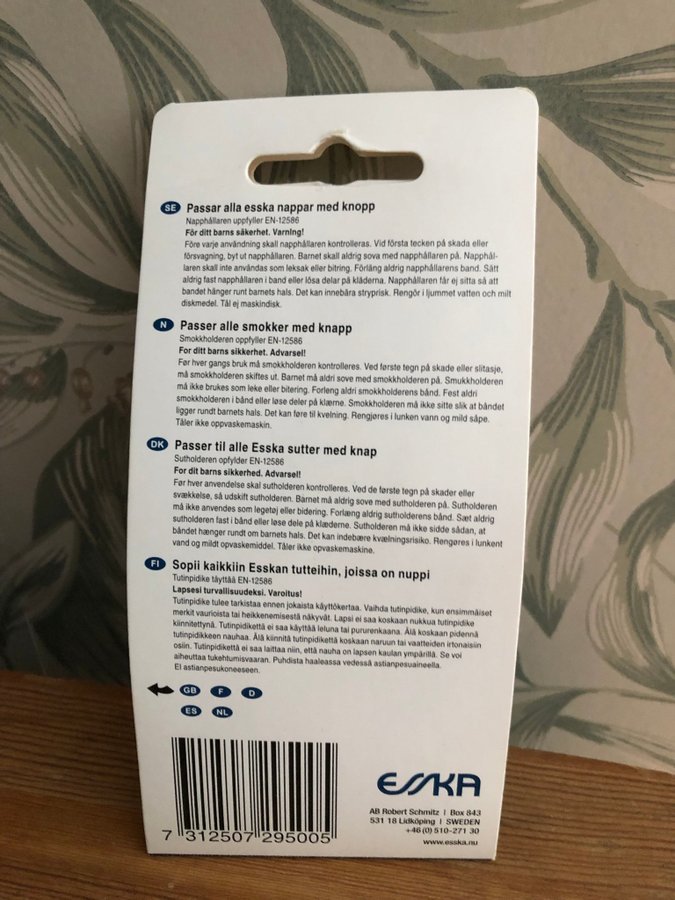 SE Passar alla esska nappar med knopp
Napphållaren uppfyller EN-12586
För ditt barns säkerhet. Varning!
Före varje användning skall napphållaren kontrolleras. Vid första tecken på skada eller
försvagning, byt ut napphållaren. Barnet skall aldrig sova med napphållaren på. Napphål-
laren skall inte användas som leksak eller bitring. Förläng aldrig napphållarens band. Sätt
aldrig fast napphållaren i band eller lösa delar på kläderna. Napphållaren får ej sitta så att
bandet hänger runt barnets hals. Det kan innebära stryprisk. Rengör i ljummet vatten och milt
diskmedel. Tål ej maskindisk.
N Passer alle smokker med knapp
Smokkholderen oppfyller EN-12586
For ditt barns sikkerhet. Advarsel!
Før hver gangs bruk må smokkholderen kontrolleres. Ved første tegn på skade eller slitasje,
må smokkholderen skiftes ut. Barnet må aldri sove med smokkholderen på. Smukkholderen
må ikke brukes som leke eller bitering. Forleng aldri smokkholderens bånd. Fest aldri
smokkholderen i bånd eller løse deler på klærne. Smokkholderen må ikke sitte slik at båndet
ligger rundt barnets hals. Det kan føre til kvelning. Rengjøres i lunken vann og mild såpe.
Tåler ikke oppvaskemaskin.
DK Passer til alle Esska sutter med knap
Sutholderen opfylder EN-12586
For dit barns sikkerhed. Advarsel!
Før hver anvendelse skal sutholderen kontrolleres. Ved de første tegn på skader eller
svækkelse, så udskift sutholderen. Barnet må aldrig sove med sutholderen på. Sutholderen
må ikke anvendes som legetøj eller bidering. Forlæng aldrig sutholderens bånd. Sæt aldrig
sutholderen fast i bånd eller løse dele på klæderne. Sutholderen må ikke sidde sådan, at
båndet hænger rundt om barnets hals. Det kan indebære kvælningsrisiko. Rengøres i lunkent
vand og mildt opvaskemiddel. Tåler ikke opvaskemaskine.
FI Sopii kaikkiin Esskan tutteihin, joissa on nuppi
Tutinpidike täyttää EN-12586
Lapsesi turvallisuudeksi. Varoitus!
Tutinpidike tulee tarkistaa ennen jokaista käyttökertaa. Vaihda tutinpidike, kun ensimmäiset
merkit vaurioista tai heikkenemisestä näkyvät. Lapsi ei saa koskaan nukkua tutinpidike
kiinnitettynä. Tutinpidikettä ei saa käyttää leluna tai pururenkaana. Älä koskaan pidennä
tutinpidikkeen nauhaa. Älä kiinnitä tutinpidikettä koskaan naruun tai vaatteiden irtonaisiin
osiin. Tutinpidikettä ei saa laittaa niin, että nauha on lapsen kaulan ympärillä. Se voi
aiheuttaa tukehtumisvaaran. Puhdista haaleassa vedessä astianpesuaineella.
Ei astianpesukoneeseen.
GB F D
ES NL
7 312507 295005
ESSKA
AB Robert Schmitz | Box 843
531 18 Lidköping | SWEDEN
+46 (0) 510-271 30
www.esska.nu